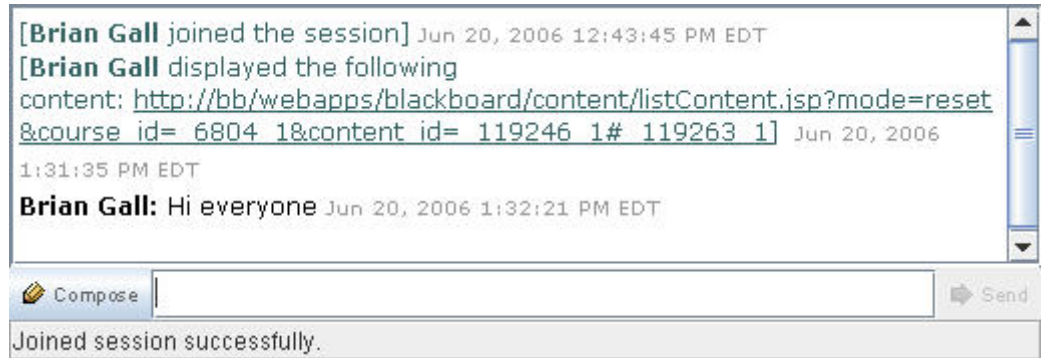 [Brian Gall joined the session] Jun 20, 2006 12:43:45 PM EDT
[Brian Gall displayed the following
content: http://bb/webapps/blackboard/content/listContent.jsp?mode=reset
&course_id=_6804_1&content_id=_119246_1#_119263_1] Jun 20, 2006
1:31:35 PM EDT
Brian Gall: Hi everyone Jun 20, 2006 1:32:21 PM EDT
Compose Send
Joined session successfully.